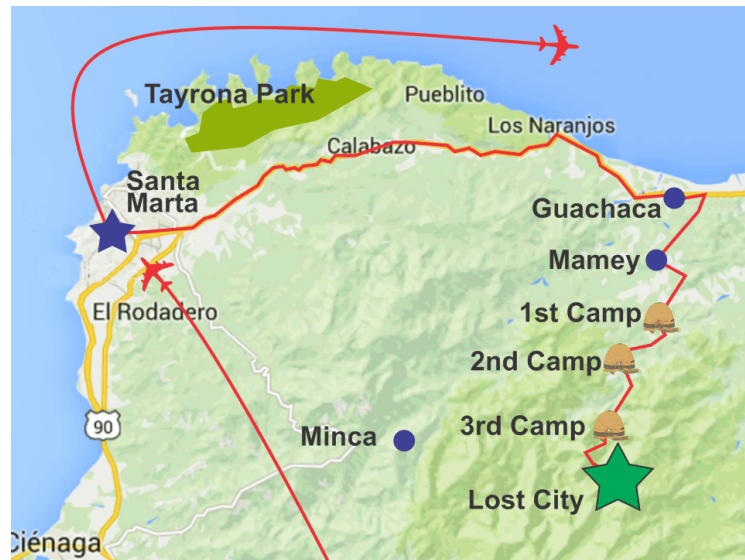 Tayrona Park
Pueblito
Los Naranjos
Calabazo
Santa
Marta
Guachaca
Mamey
El Rodadero
1st Camp
2nd Camp
90
Minca
3rd Camp
Lost City
Ciénaga